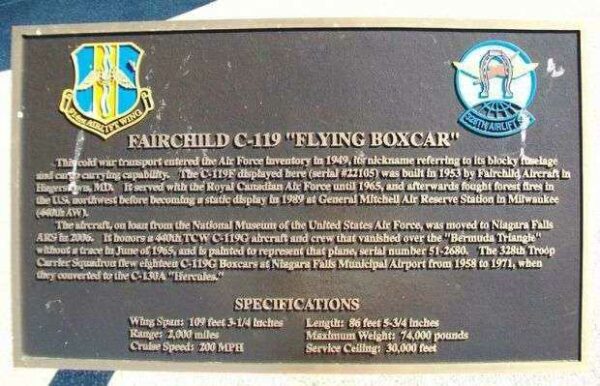 914th AIRLIFT WING
328TH AIRLIFT SQ
FAIRCHILD C-119 "FLYING BOXCAR"
This cold war transport entered the Air Force inventory in 1949, its nickname referring to its blocky fuselage
and cargo carrying capability. The C-119F displayed here (serial #22105) was built in 1953 by Fairchild Aircraft in
Hagerstown, MD. It served with the Royal Canadian Air Force until 1965, and afterwards fought forest fires in
the U.S. northwest before becoming a static display in 1989 at General Mitchell Air Reserve Station in Milwaukee
(440th AW).
The aircraft, on loan from the National Museum of the United States Air Force, was moved to Niagara Falls
ARS in 2006. It honors a 440th TCW C-119G aircraft and crew that vanished over the "Bermuda Triangle"
without a trace in June of 1965, and is painted to represent that plane, serial number 51-2680. The 328th Troop
Carrier Squadron flew eighteen C-119G Boxcars at Niagara Falls Municipal Airport from 1958 to 1971, when
they converted to the C-130A "Hercules."
SPECIFICATIONS
Wing Span: 109 feet 3-1/4 inches Length: 86 feet 5-3/4 inches
Range: 2,000 miles Maximum Weight: 74,000 pounds
Cruise Speed: 200 MPH Service Ceiling: 30,000 feet